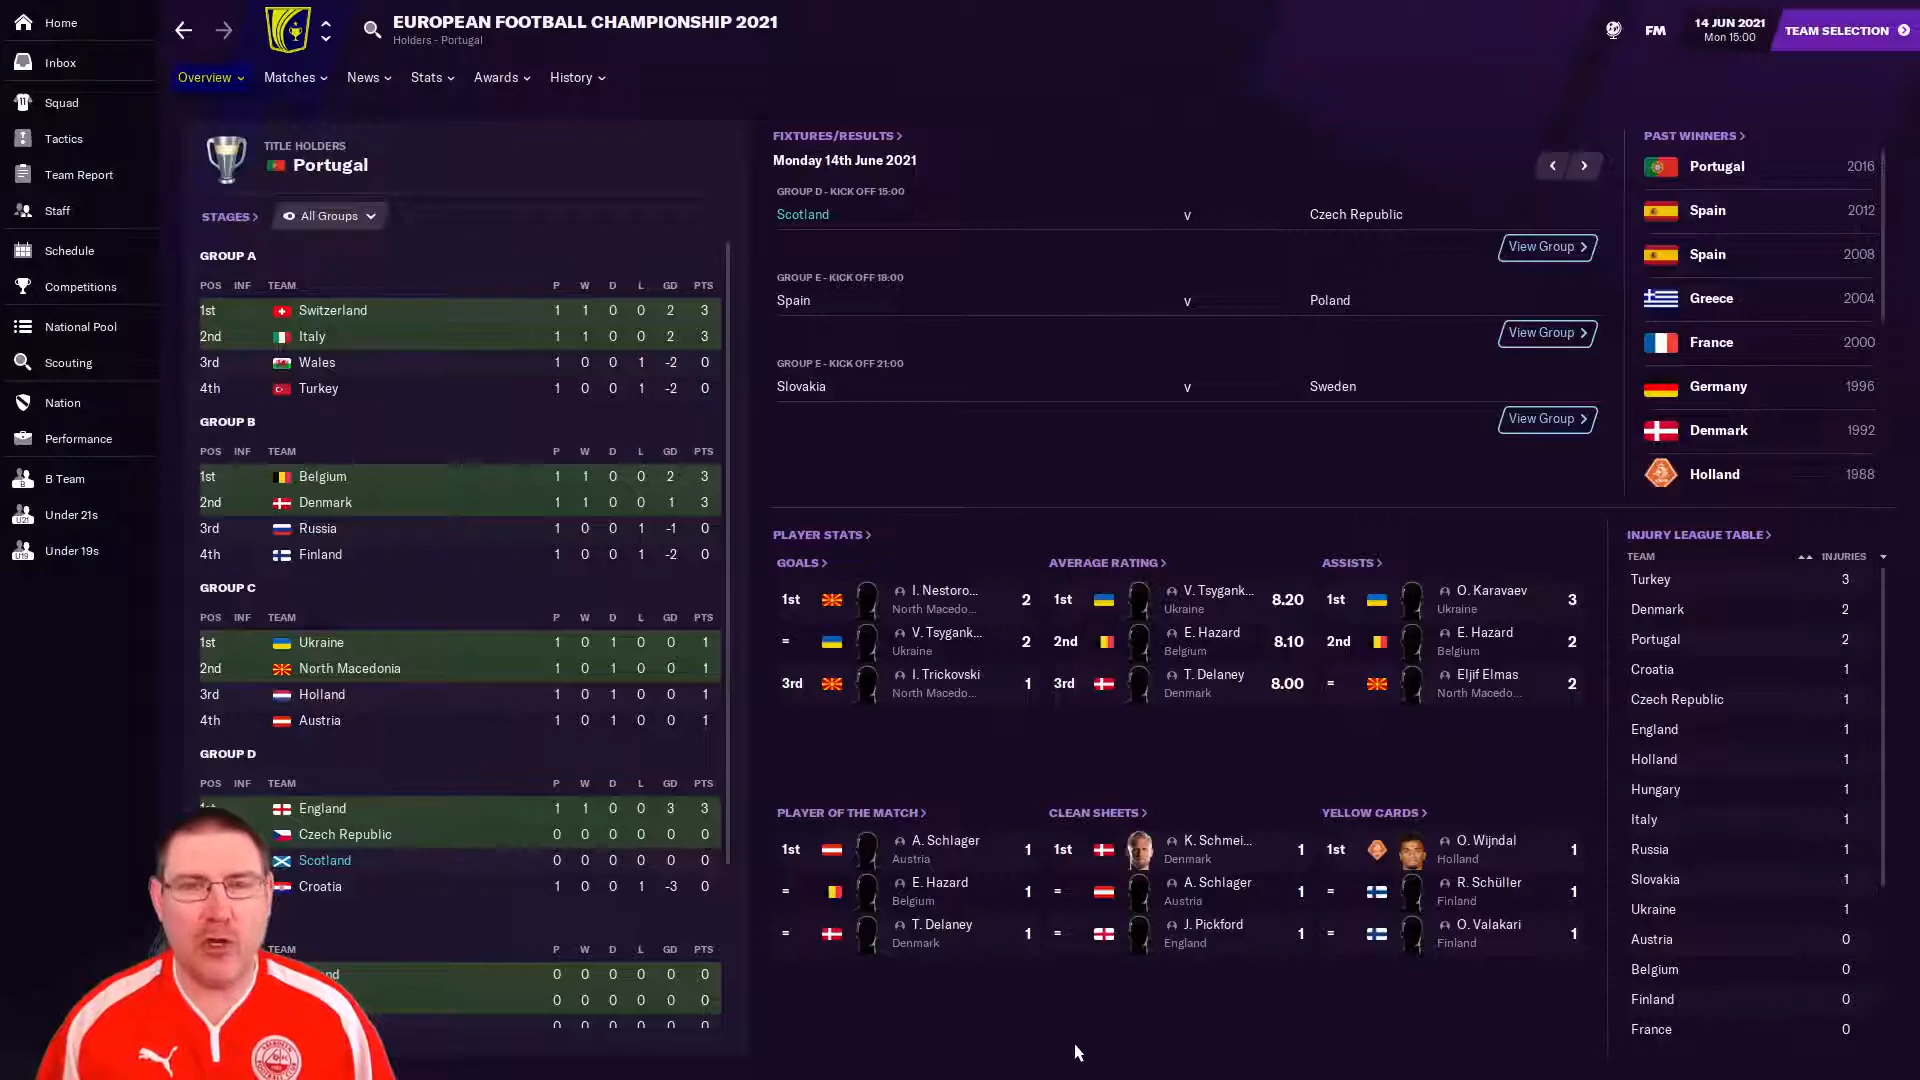 Home
Inbox
Squad
Tactics
Team Report
Staff
Schedule
Competitions
National Pool
Scouting
Nation
Performance
B Team
Under 21s
Under 19s
EUROPEAN FOOTBALL CHAMPIONSHIP 2021
Holders - Portugal
FM
14 JUN 2021
Mon 15:00
TEAM SELECTION
Overview Matches News Stats Awards History
TITLE HOLDERS
Portugal
STAGES All Groups
GROUP A
POS INF TEAM P W D L GD PTS
1st Switzerland 1 1 0 0 2 3
2nd Italy 1 1 0 0 2 3
3rd Wales 1 0 0 1 -2 0
4th Turkey 1 0 0 1 -2 0
GROUP B
POS INF TEAM P W D L GD PTS
1st Belgium 1 1 0 0 2 3
2nd Denmark 1 1 0 0 1 3
3rd Russia 1 0 0 1 -1 0
4th Finland 1 0 0 1 -2 0
GROUP C
POS INF TEAM P W D L GD PTS
1st Ukraine 1 0 1 0 0 1
2nd North Macedonia 1 0 1 0 0 1
3rd Holland 1 0 1 0 0 1
4th Austria 1 0 1 0 0 1
GROUP D
POS INF TEAM P W D L GD PTS
England 1 1 0 0 3 3
Czech Republic 0 0 0 0 0 0
Scotland 0 0 0 0 0 0
Croatia 1 0 0 1 -3 0
TEAM P W D L GD PTS
0 0 0 0 0 0
0 0 0 0 0 0
0 0 0 0 0 0
FIXTURES/RESULTS
Monday 14th June 2021
GROUP D - KICK OFF 15:00
Scotland v Czech Republic
View Group
GROUP E - KICK OFF 18:00
Spain v Poland
View Group
GROUP E - KICK OFF 21:00
Slovakia v Sweden
View Group
PAST WINNERS
Portugal 2016
Spain 2012
Spain 2008
Greece 2004
France 2000
Germany 1996
Denmark 1992
Holland 1988
PLAYER STATS
GOALS
1st I. Nestoro... 2
North Macedo...
= V. Tsygank... 2
Ukraine
3rd I. Trickovski 1
North Macedo...
AVERAGE RATING
1st V. Tsygank... 8.20
Ukraine
2nd E. Hazard 8.10
Belgium
3rd T. Delaney 8.00
Denmark
ASSISTS
1st O. Karavaev 3
Ukraine
2nd E. Hazard 2
Belgium
= Eljif Elmas 2
North Macedo...
PLAYER OF THE MATCH
1st A. Schlager 1
Austria
= E. Hazard 1
Belgium
= T. Delaney 1
Denmark
CLEAN SHEETS
1st K. Schmei... 1
Denmark
= A. Schlager 1
Austria
= J. Pickford 1
England
YELLOW CARDS
1st O. Wijndal 1
Holland
= R. Schüller 1
Finland
= O. Valakari 1
Finland
INJURY LEAGUE TABLE
TEAM INJURIES
Turkey 3
Denmark 2
Portugal 2
Croatia 1
Czech Republic 1
England 1
Holland 1
Hungary 1
Italy 1
Russia 1
Slovakia 1
Ukraine 1
Austria 0
Belgium 0
Finland 0
France 0